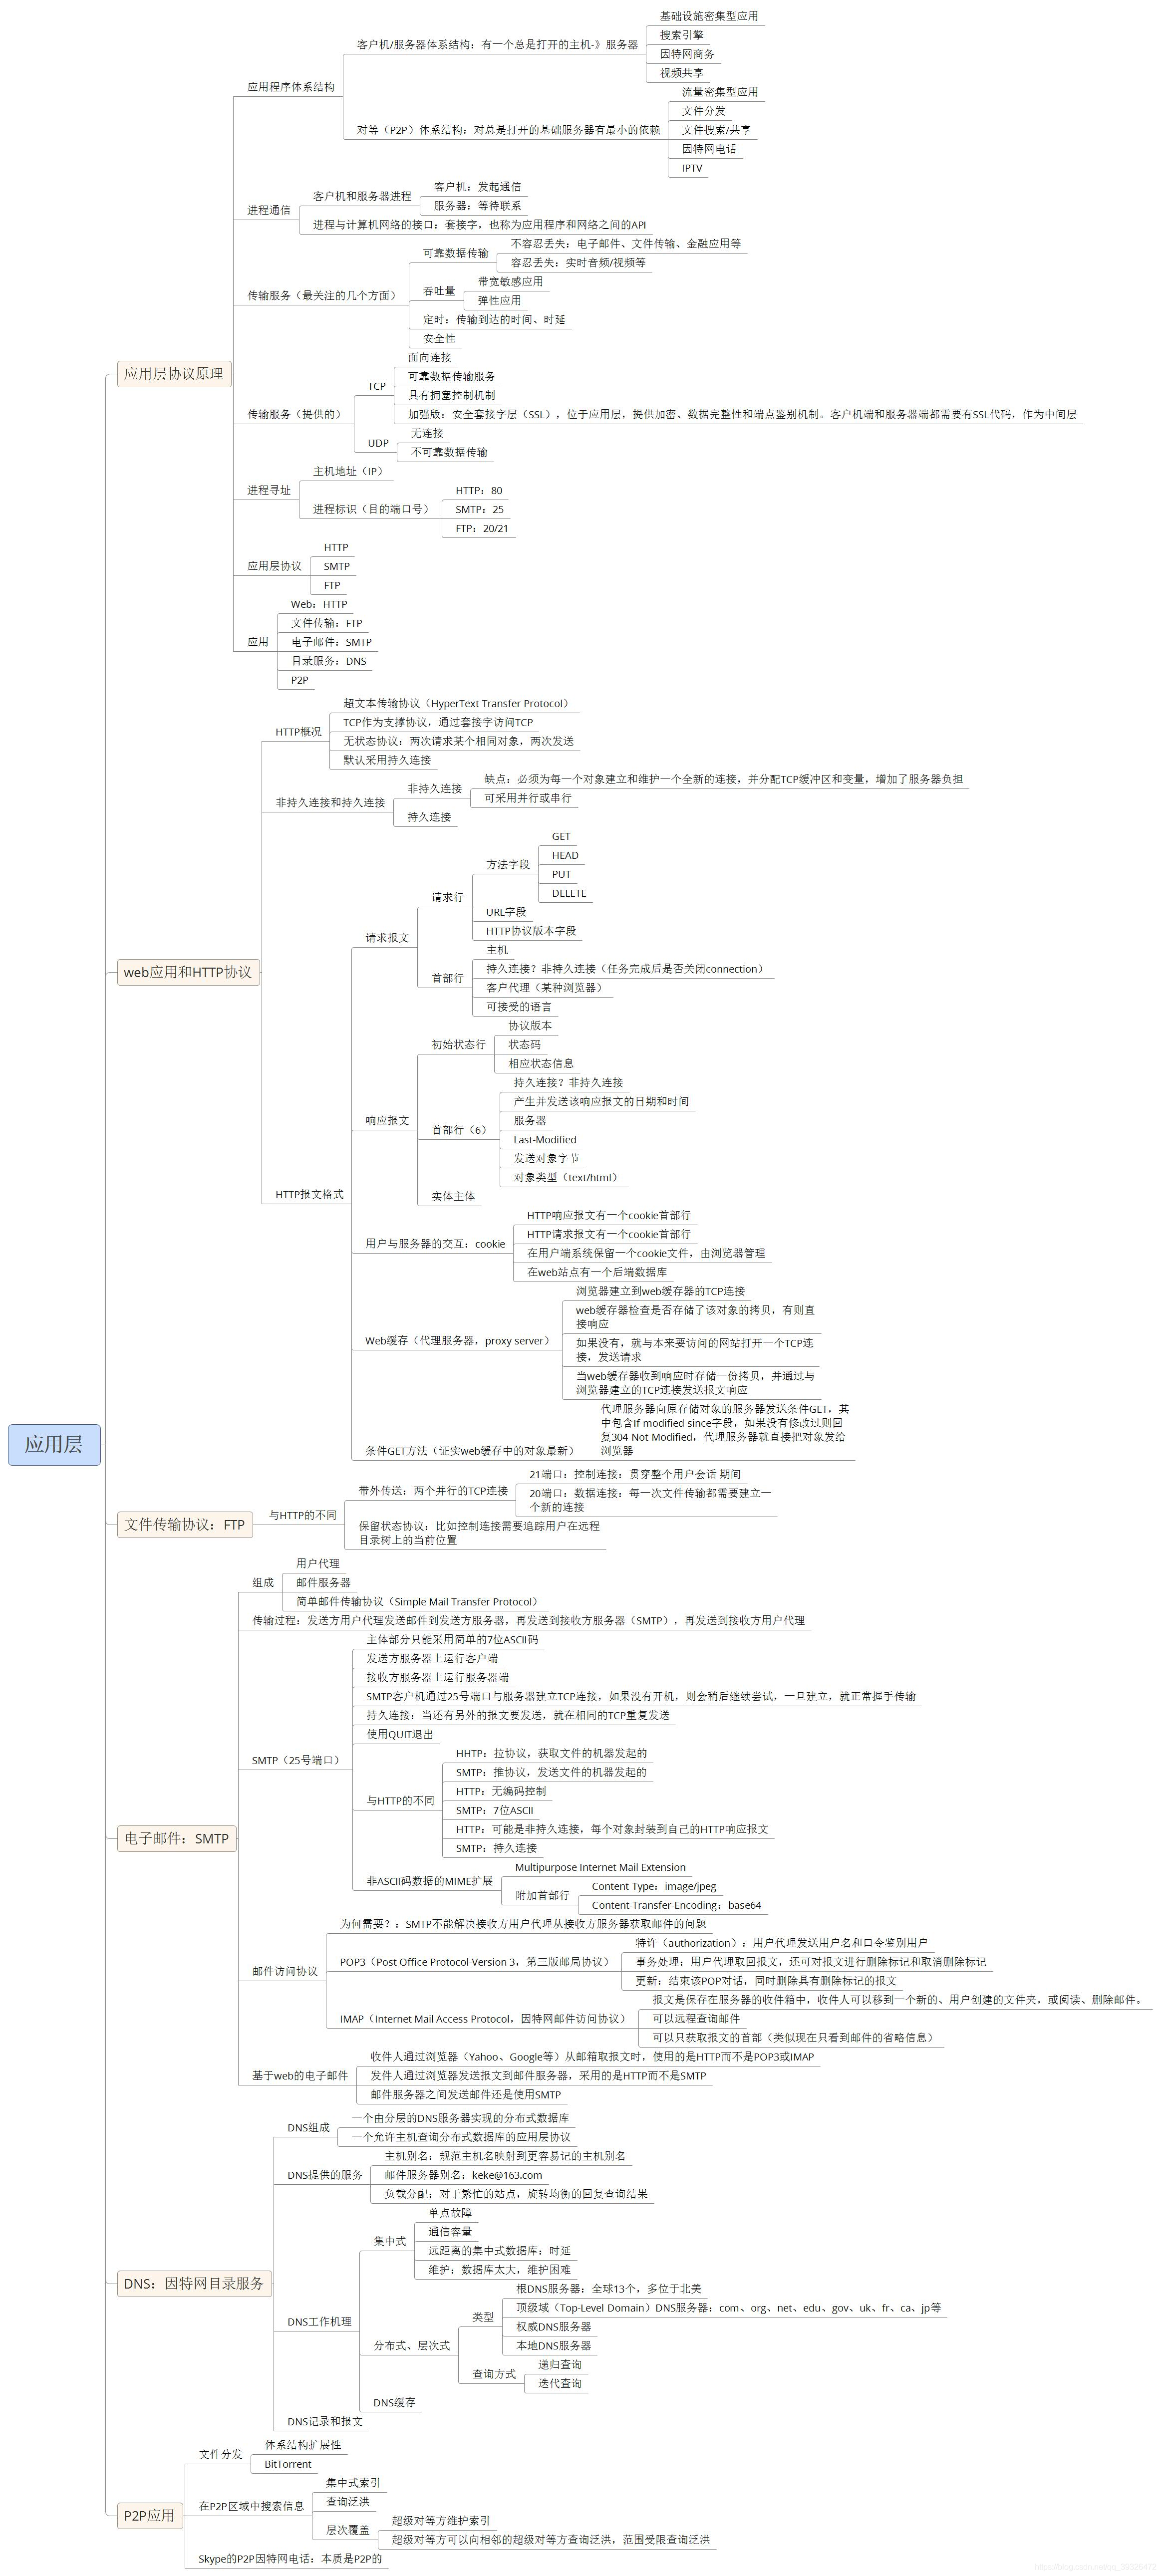 应用层
应用层协议原理
应用程序体系结构
客户机/服务器体系结构：有一个总是打开的主机-》服务器
基础设施密集型应用
搜索引擎
因特网商务
视频共享
对等（P2P）体系结构：对总是打开的基础服务器有最小的依赖
流量密集型应用
文件分发
文件搜索/共享
因特网电话
IPTV
进程通信
客户机和服务器进程
客户机：发起通信
服务器：等待联系
进程与计算机网络的接口：套接字，也称为应用程序和网络之间的API
传输服务（最关注的几个方面）
可靠数据传输
不容忍丢失：电子邮件、文件传输、金融应用等
容忍丢失：实时音频/视频等
吞吐量
带宽敏感应用
弹性应用
定时：传输到达的时间、时延
安全性
传输服务（提供的）
TCP
面向连接
可靠数据传输服务
具有拥塞控制机制
加强版：安全套接字层（SSL），位于应用层，提供加密、数据完整性和端点鉴别机制。客户机端和服务器端都需要有SSL代码，作为中间层
UDP
无连接
不可靠数据传输
进程寻址
主机地址（IP）
进程标识（目的端口号）
HTTP：80
SMTP：25
FTP：20/21
应用层协议
HTTP
SMTP
FTP
应用
Web：HTTP
文件传输：FTP
电子邮件：SMTP
目录服务：DNS
P2P
web应用和HTTP协议
HTTP概况
超文本传输协议（HyperText Transfer Protocol）
TCP作为支撑协议，通过套接字访问TCP
无状态协议：两次请求某个相同对象，两次发送
默认采用持久连接
非持久连接和持久连接
非持久连接
缺点：必须为每一个对象建立和维护一个全新的连接，并分配TCP缓冲区和变量，增加了服务器负担
可采用并行或串行
持久连接
HTTP报文格式
请求报文
请求行
方法字段
GET
HEAD
PUT
DELETE
URL字段
HTTP协议版本字段
首部行
主机
持久连接？非持久连接（任务完成后是否关闭connection）
客户代理（某种浏览器）
可接受的语言
响应报文
初始状态行
协议版本
状态码
相应状态信息
首部行（6）
持久连接？非持久连接
产生并发送该响应报文的日期和时间
服务器
Last-Modified
发送对象字节
对象类型（text/html）
实体主体
用户与服务器的交互：cookie
HTTP响应报文有一个cookie首部行
HTTP请求报文有一个cookie首部行
在用户端系统保留一个cookie文件，由浏览器管理
在web站点有一个后端数据库
Web缓存（代理服务器，proxy server）
浏览器建立到web缓存器的TCP连接
web缓存器检查是否存储了该对象的拷贝，有则直
接响应
如果没有，就与本来要访问的网站打开一个TCP连
接，发送请求
当web缓存器收到响应时存储一份拷贝，并通过与
浏览器建立的TCP连接发送报文响应
条件GET方法（证实web缓存中的对象最新）
代理服务器向原存储对象的服务器发送条件GET，其
中包含If-modified-since字段，如果没有修改过则回
复304 Not Modified，代理服务器就直接把对象发给
浏览器
文件传输协议：FTP
与HTTP的不同
带外传送：两个并行的TCP连接
21端口：控制连接：贯穿整个用户会话 期间
20端口：数据连接：每一次文件传输都需要建立一
个新的连接
保留状态协议：比如控制连接需要追踪用户在远程
目录树上的当前位置
电子邮件：SMTP
组成
用户代理
邮件服务器
简单邮件传输协议（Simple Mail Transfer Protocol）
传输过程：发送方用户代理发送邮件到发送方服务器，再发送到接收方服务器（SMTP），再发送到接收方用户代理
SMTP（25号端口）
主体部分只能采用简单的7位ASCII码
发送方服务器上运行客户端
接收方服务器上运行服务器端
SMTP客户机通过25号端口与服务器建立TCP连接，如果没有开机，则会稍后继续尝试，一旦建立，就正常握手传输
持久连接：当还有另外的报文要发送，就在相同的TCP重复发送
使用QUIT退出
与HTTP的不同
HHTP：拉协议，获取文件的机器发起的
SMTP：推协议，发送文件的机器发起的
HTTP：无编码控制
SMTP：7位ASCII
HTTP：可能是非持久连接，每个对象封装到自己的HTTP响应报文
SMTP：持久连接
非ASCII码数据的MIME扩展
Multipurpose Internet Mail Extension
附加首部行
Content Type：image/jpeg
Content-Transfer-Encoding：base64
邮件访问协议
为何需要？：SMTP不能解决接收方用户代理从接收方服务器获取邮件的问题
POP3（Post Office Protocol-Version 3，第三版邮局协议）
特许（authorization）：用户代理发送用户名和口令鉴别用户
事务处理：用户代理取回报文，还可对报文进行删除标记和取消删除标记
更新：结束该POP对话，同时删除具有删除标记的报文
IMAP（Internet Mail Access Protocol，因特网邮件访问协议）
报文是保存在服务器的收件箱中，收件人可以移到一个新的、用户创建的文件夹，或阅读、删除邮件。
可以远程查询邮件
可以只获取报文的首部（类似现在只看到邮件的省略信息）
基于web的电子邮件
收件人通过浏览器（Yahoo、Google等）从邮箱取报文时，使用的是HTTP而不是POP3或IMAP
发件人通过浏览器发送报文到邮件服务器，采用的是HTTP而不是SMTP
邮件服务器之间发送邮件还是使用SMTP
DNS：因特网目录服务
DNS组成
一个由分层的DNS服务器实现的分布式数据库
一个允许主机查询分布式数据库的应用层协议
DNS提供的服务
主机别名：规范主机名映射到更容易记的主机别名
邮件服务器别名：keke@163.com
负载分配：对于繁忙的站点，旋转均衡的回复查询结果
DNS工作机理
集中式
单点故障
通信容量
远距离的集中式数据库：时延
维护：数据库太大，维护困难
分布式、层次式
类型
根DNS服务器：全球13个，多位于北美
顶级域（Top-Level Domain）DNS服务器：com、org、net、edu、gov、uk、fr、ca、jp等
权威DNS服务器
本地DNS服务器
查询方式
递归查询
迭代查询
DNS缓存
DNS记录和报文
P2P应用
文件分发
体系结构扩展性
BitTorrent
在P2P区域中搜索信息
集中式索引
查询泛洪
层次覆盖
超级对等方维护索引
超级对等方可以向相邻的超级对等方查询泛洪，范围受限查询泛洪
Skype的P2P因特网电话：本质是P2P的